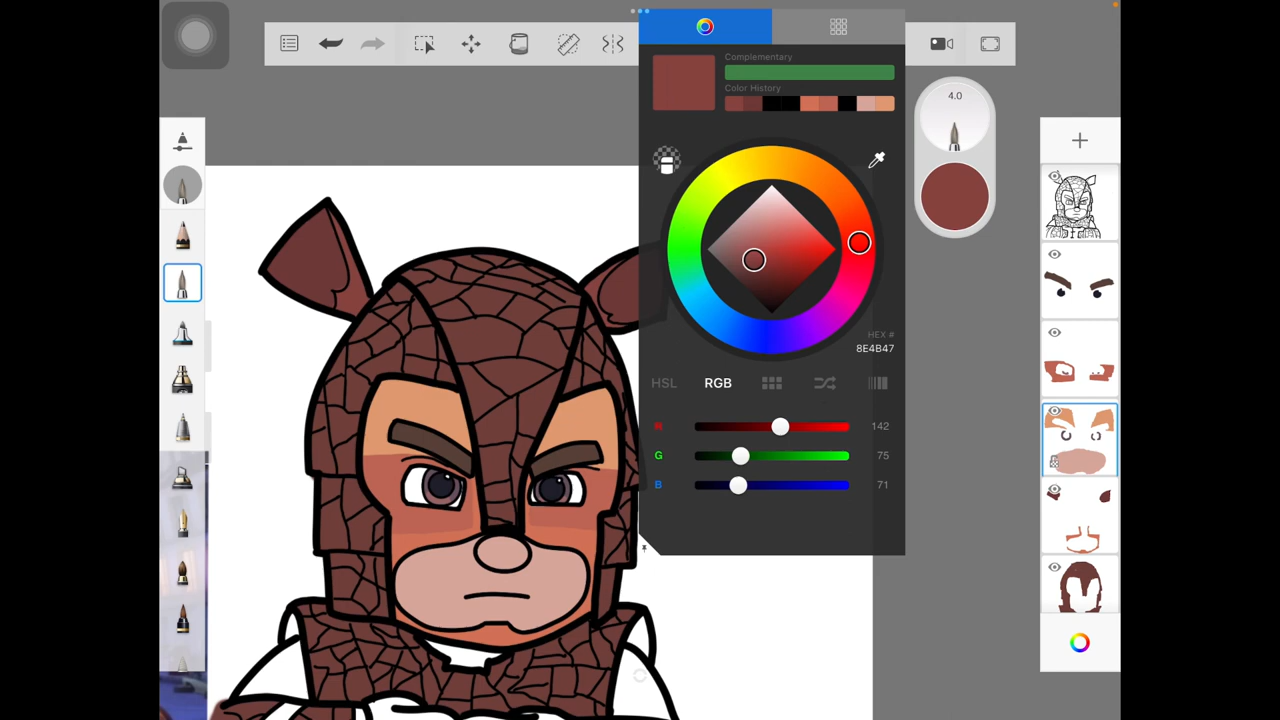 Complementary
Color History
4.0
HEX #
8E4B47
HSL RGB
R 142
G 75
B 71